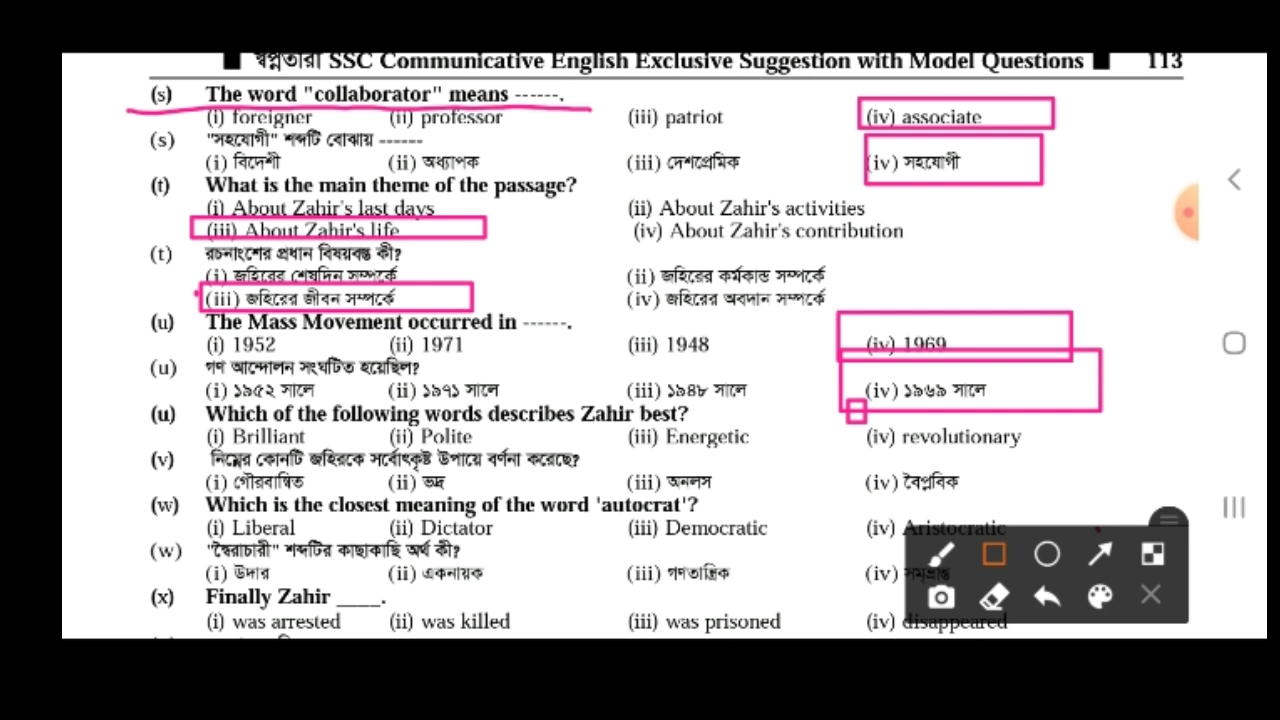 ■ স্বপ্নতারা SSC Communicative English Exclusive Suggestion with Model Questions ■ 113
(s) The word "collaborator" means ------.
(i) foreigner (ii) professor (iii) patriot (iv) associate
(s) "সহযোগী" শব্দটি বোঝায় ------
(i) বিদেশী (ii) অধ্যাপক (iii) দেশপ্রেমিক (iv) সহযোগী
(t) What is the main theme of the passage?
(i) About Zahir's last days (ii) About Zahir's activities
(iii) About Zahir's life (iv) About Zahir's contribution
(t) রচনাংশের প্রধান বিষয়বস্তু কী?
(i) জহিরের শেষদিন সম্পর্কে (ii) জহিরের কর্মকান্ড সম্পর্কে
(iii) জহিরের জীবন সম্পর্কে (iv) জহিরের অবদান সম্পর্কে
(u) The Mass Movement occurred in ------.
(i) 1952 (ii) 1971 (iii) 1948 (iv) 1969
(u) গণ আন্দোলন সংঘটিত হয়েছিল?
(i) ১৯৫২ সালে (ii) ১৯৭১ সালে (iii) ১৯৪৮ সালে (iv) ১৯৬৯ সালে
(u) Which of the following words describes Zahir best?
(i) Brilliant (ii) Polite (iii) Energetic (iv) revolutionary
(v) নিম্নের কোনটি জহিরকে সর্বোৎকৃষ্ট উপায়ে বর্ণনা করেছে?
(i) গৌরবান্বিত (ii) ভদ্র (iii) অনলস (iv) বৈপ্লবিক
(w) Which is the closest meaning of the word 'autocrat'?
(i) Liberal (ii) Dictator (iii) Democratic (iv) Aristocratic
(w) "স্বৈরাচারী" শব্দটির কাছাকাছি অর্থ কী?
(i) উদার (ii) একনায়ক (iii) গণতান্ত্রিক (iv) সম্ভ্রান্ত
(x) Finally Zahir ____.
(i) was arrested (ii) was killed (iii) was prisoned (iv) disappeared